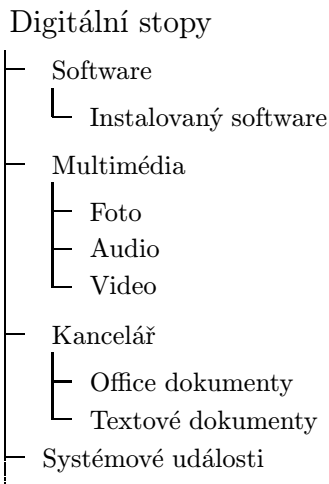 Digitální stopy
Software
Instalovaný software
Multimédia
Foto
Audio
Video
Kancelář
Office dokumenty
Textové dokumenty
Systémové události